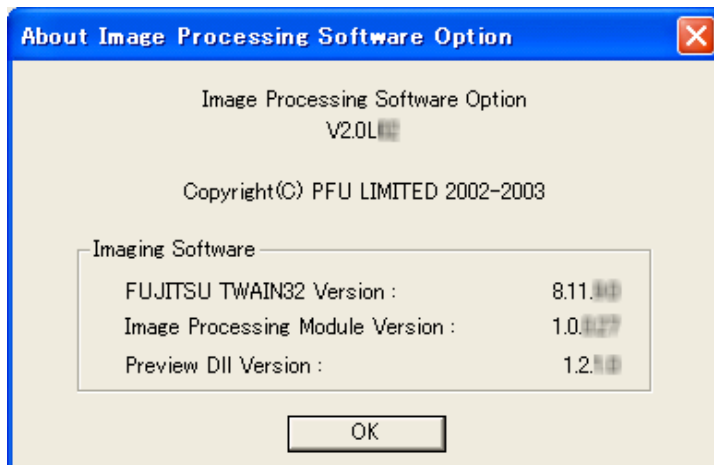 About Image Processing Software Option
Image Processing Software Option
V2.0L
Copyright(C) PFU LIMITED 2002-2003
Imaging Software
FUJITSU TWAIN32 Version : 8.11.
Image Processing Module Version : 1.0.
Preview Dll Version : 1.2.
OK